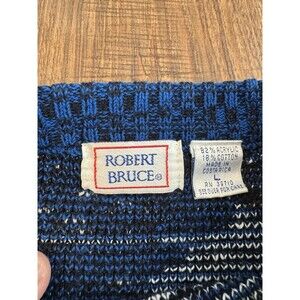 ROBERT
BRUCE®
82% ACRYLIC
18% COTTON
MADE IN
COSTA RICA
L